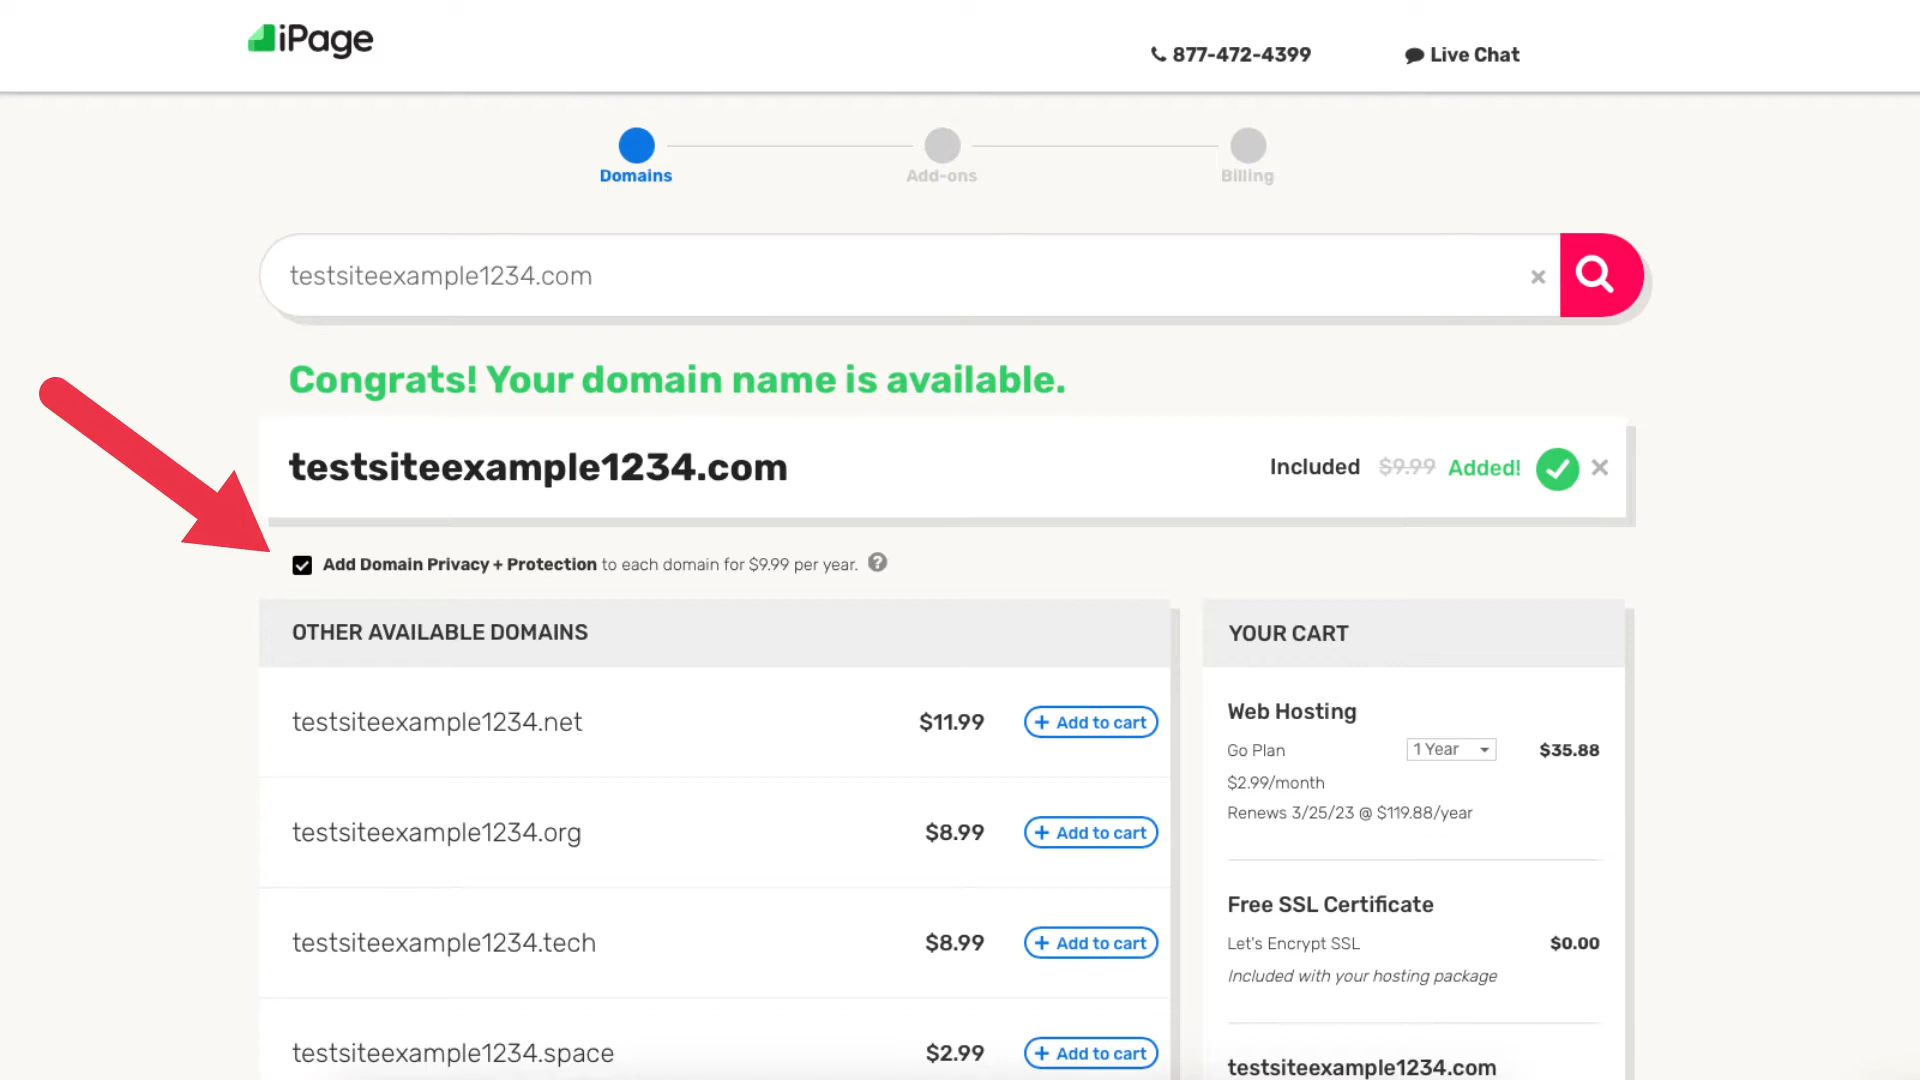 iPage
877-472-4399
Live Chat
Domains
Add-ons
Billing
testsiteexample1234.com
Congrats! Your domain name is available.
testsiteexample1234.com
Included $9.99 Added!
Add Domain Privacy + Protection to each domain for $9.99 per year. ?
OTHER AVAILABLE DOMAINS
testsiteexample1234.net $11.99 + Add to cart
testsiteexample1234.org $8.99 + Add to cart
testsiteexample1234.tech $8.99 + Add to cart
testsiteexample1234.space $2.99 + Add to cart
YOUR CART
Web Hosting
Go Plan 1 Year $35.88
$2.99/month
Renews 3/25/23 @ $119.88/year
Free SSL Certificate
Let's Encrypt SSL $0.00
Included with your hosting package
testsiteexample1234.com